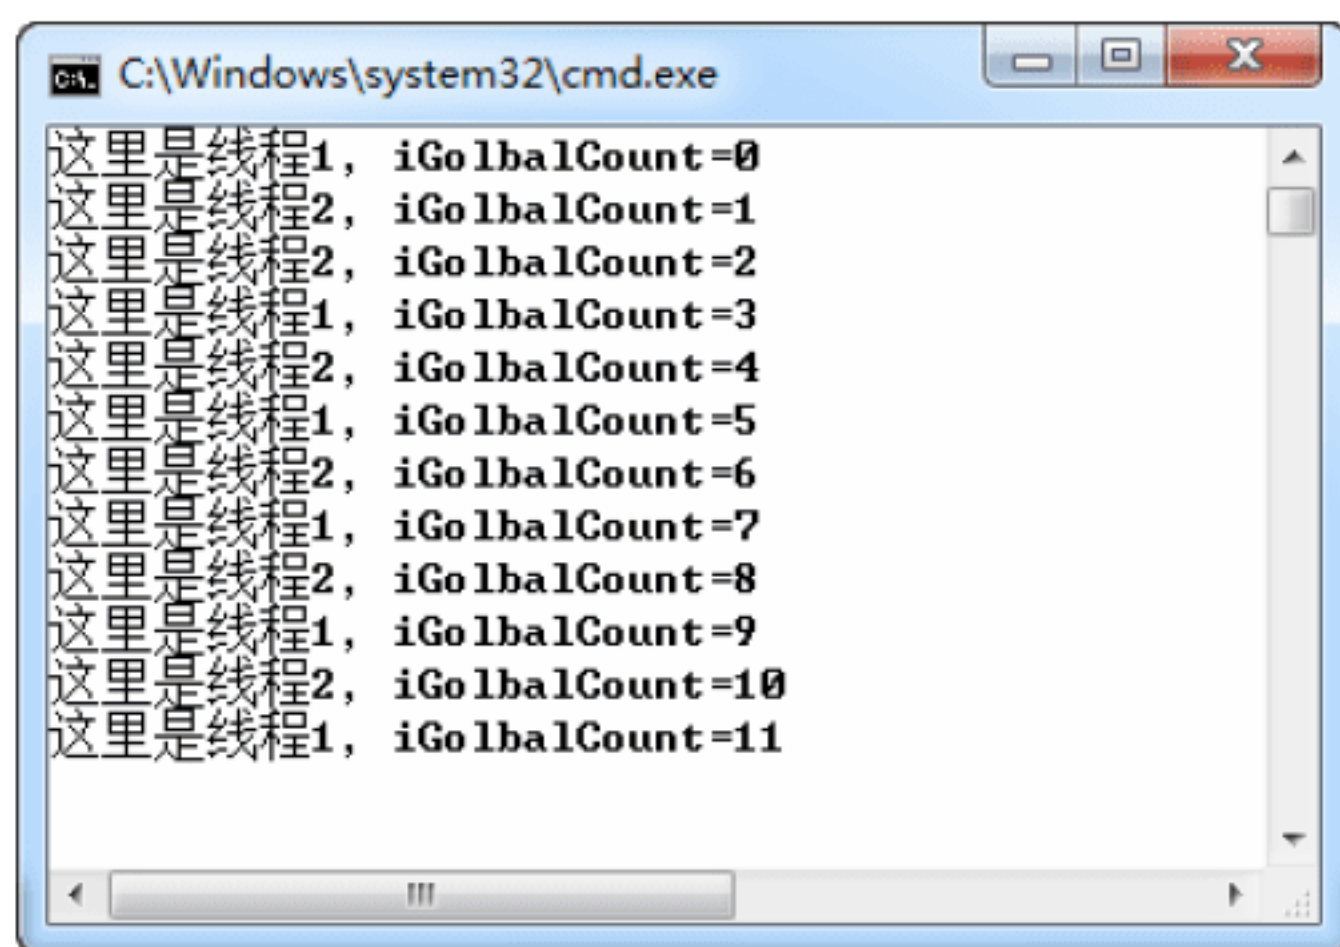 C:\Windows\system32\cmd.exe
这里是线程1, iGolbalCount=0
这里是线程2, iGolbalCount=1
这里是线程2, iGolbalCount=2
这里是线程1, iGolbalCount=3
这里是线程2, iGolbalCount=4
这里是线程1, iGolbalCount=5
这里是线程2, iGolbalCount=6
这里是线程1, iGolbalCount=7
这里是线程2, iGolbalCount=8
这里是线程1, iGolbalCount=9
这里是线程2, iGolbalCount=10
这里是线程1, iGolbalCount=11